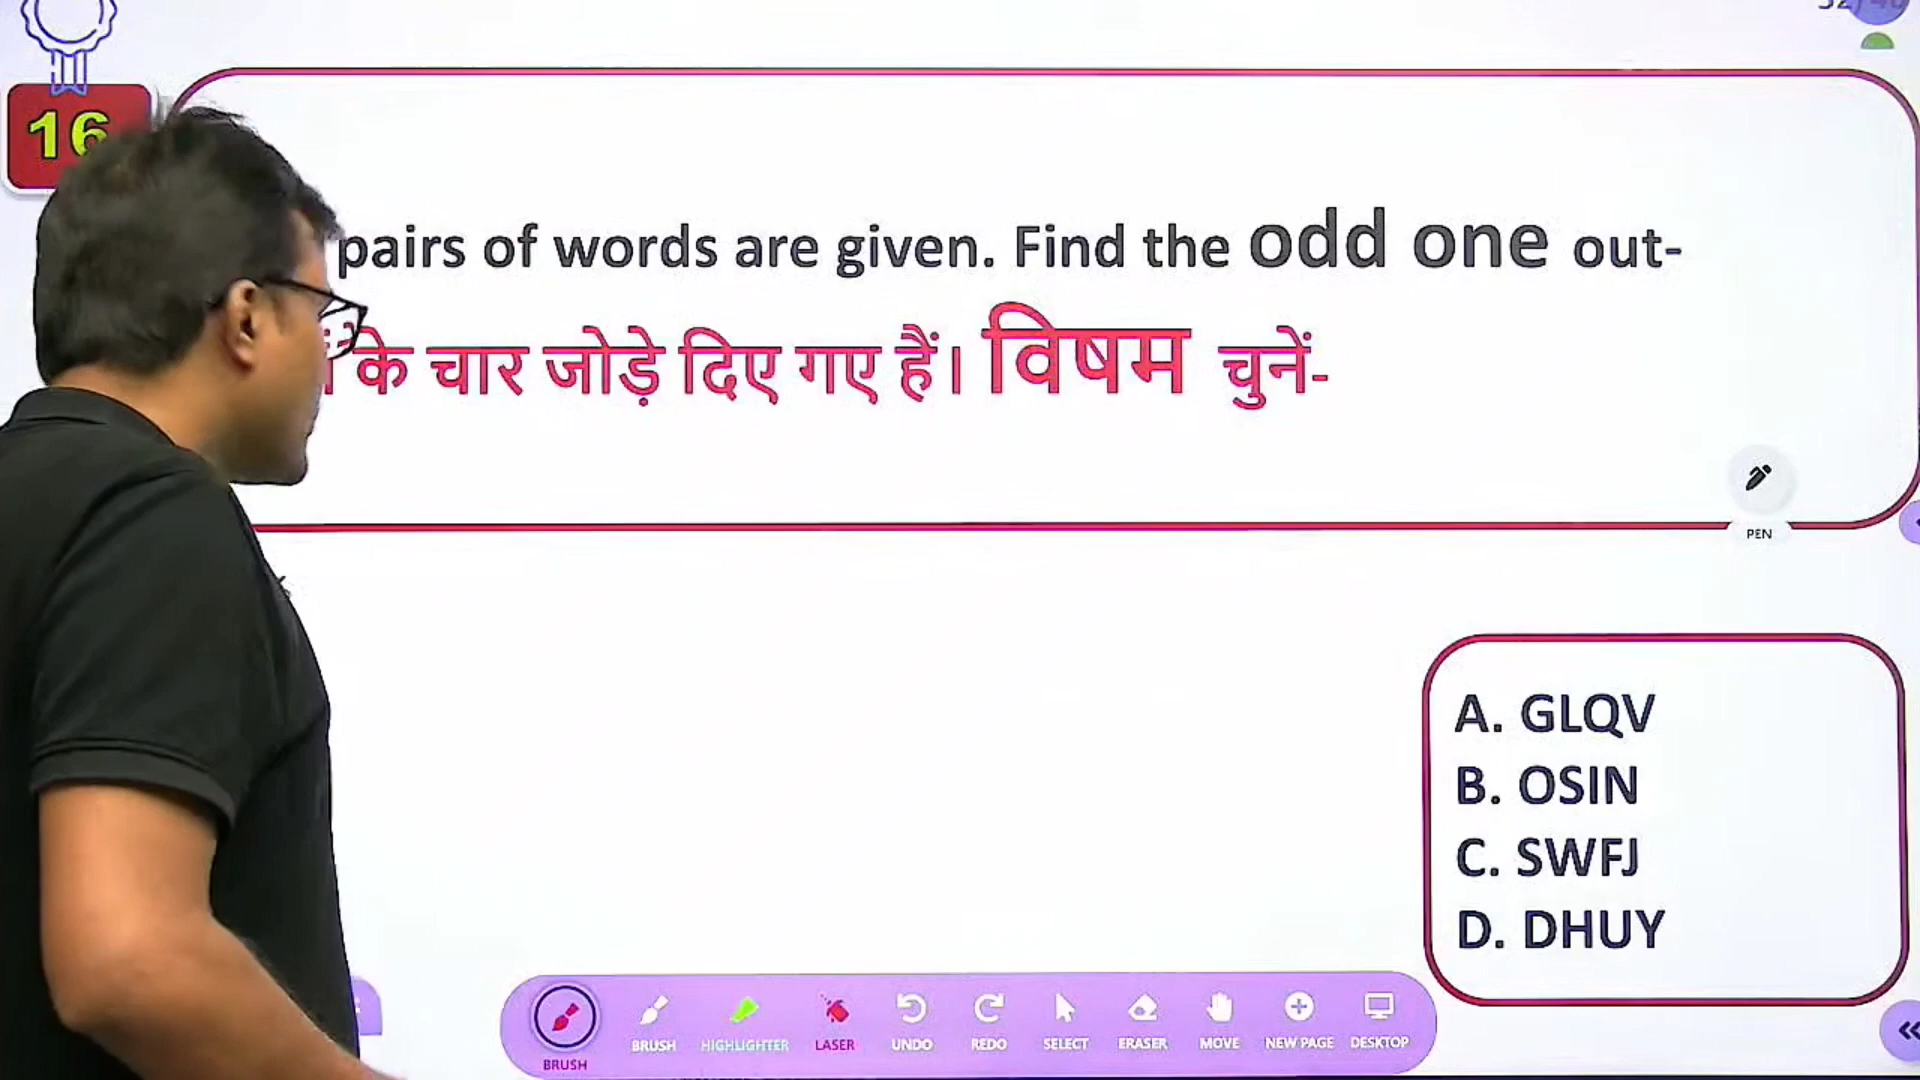 16
pairs of words are given. Find the odd one out-
के चार जोड़े दिए गए हैं। विषम चुनें-
PEN
A. GLQV
B. OSIN
C. SWFJ
D. DHUY
BRUSH
BRUSH
HIGHLIGHTER
LASER
UNDO
REDO
SELECT
ERASER
MOVE
NEW PAGE
DESKTOP